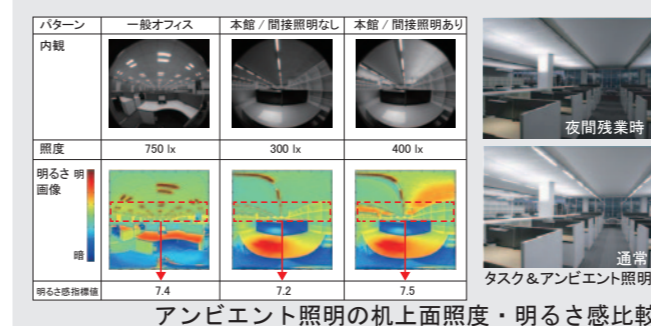 パターン 一般オフィス 本館 / 間接照明なし 本館 / 間接照明あり
内観
照度 750 lx 300 lx 400 lx
明るさ 明
画像
暗
明るさ感指標値 7.4 7.2 7.5
夜間残業時
通常
タスク＆アンビエント照明
アンビエント照明の机上面照度・明るさ感比較